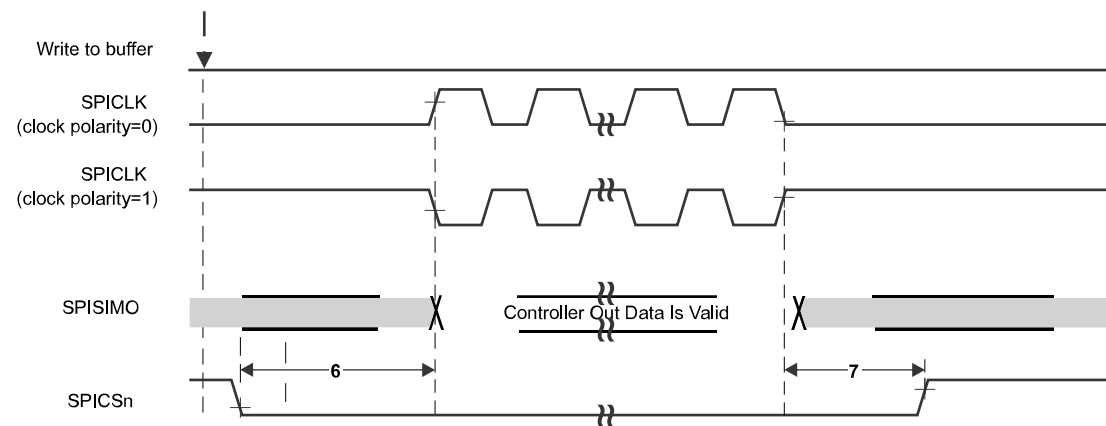 Write to buffer
SPICLK
(clock polarity=0)
SPICLK
(clock polarity=1)
SPISIMO
Controller Out Data Is Valid
6
7
SPICSn